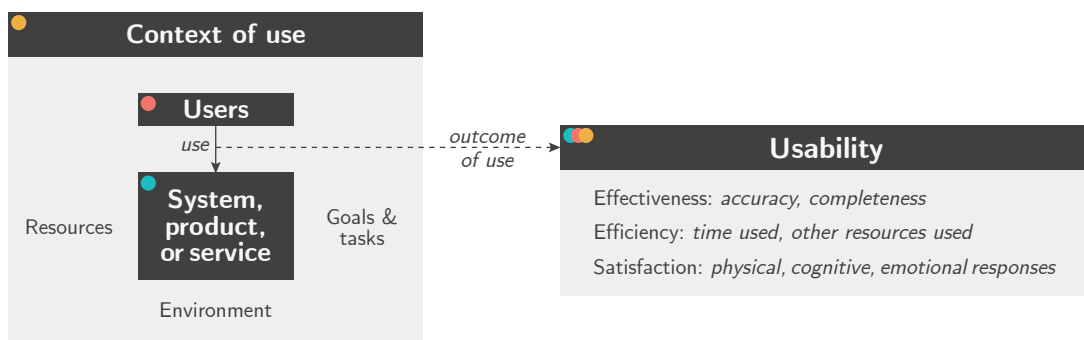 Context of use
Users
use
outcome
of use
System,
product,
or service
Resources
Goals &
tasks
Environment
Usability
Effectiveness: accuracy, completeness
Efficiency: time used, other resources used
Satisfaction: physical, cognitive, emotional responses